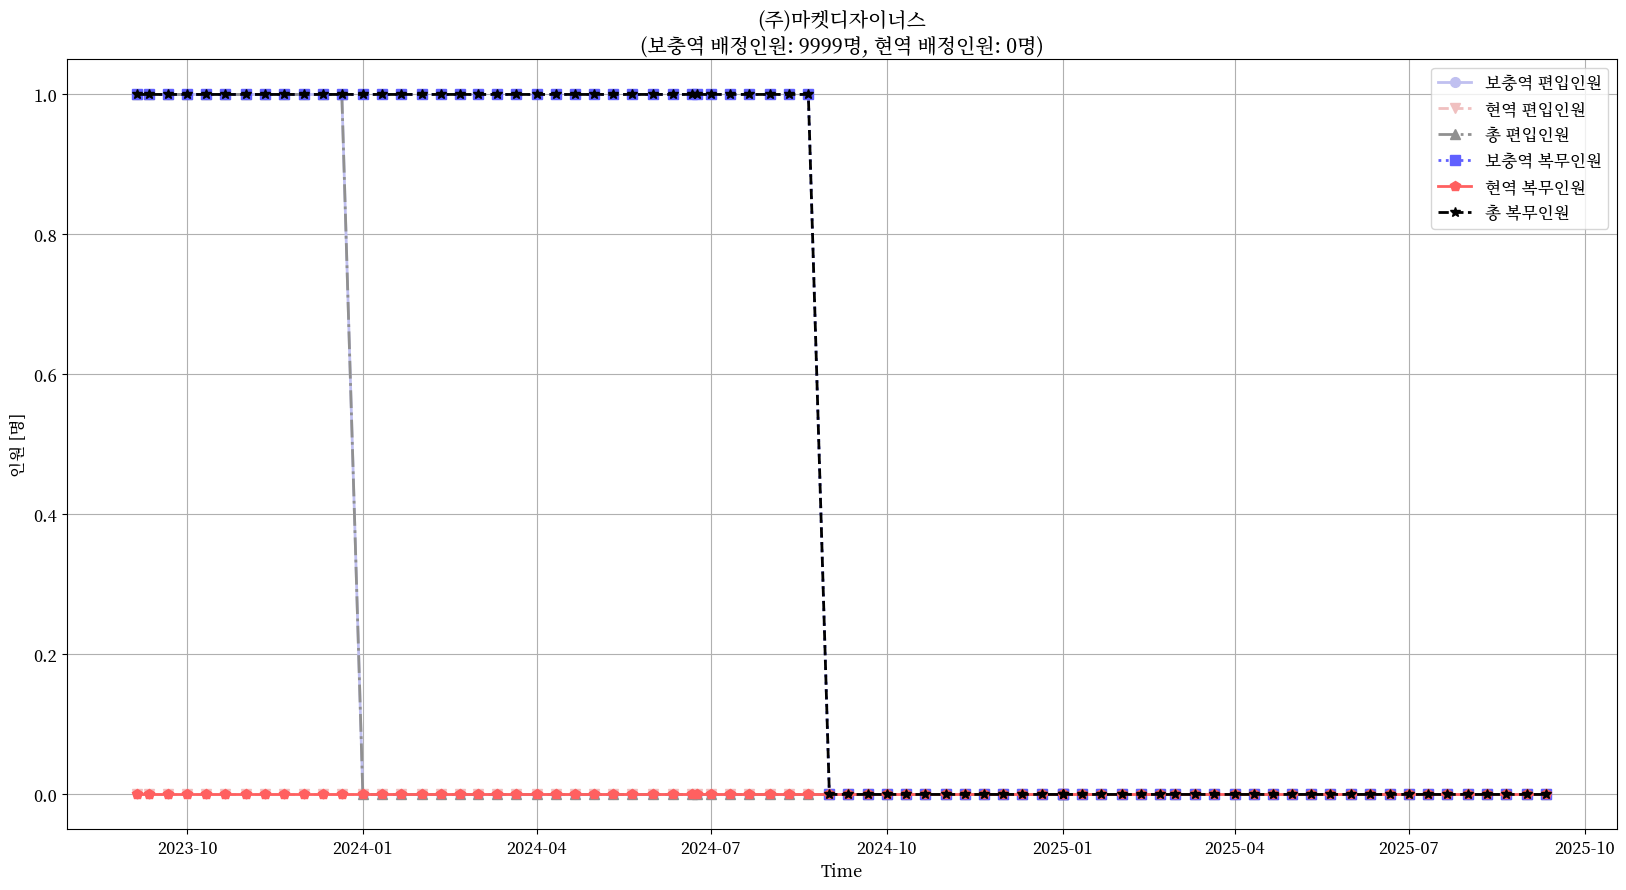 (주)마켓디자이너스
(보충역 배정인원: 9999명, 현역 배정인원: 0명)
보충역 편입인원
현역 편입인원
총 편입인원
보충역 복무인원
현역 복무인원
총 복무인원
인원 [명]
1.0
0.8
0.6
0.4
0.2
0.0
2023-10
2024-01
2024-04
2024-07
2024-10
2025-01
2025-04
2025-07
2025-10
Time